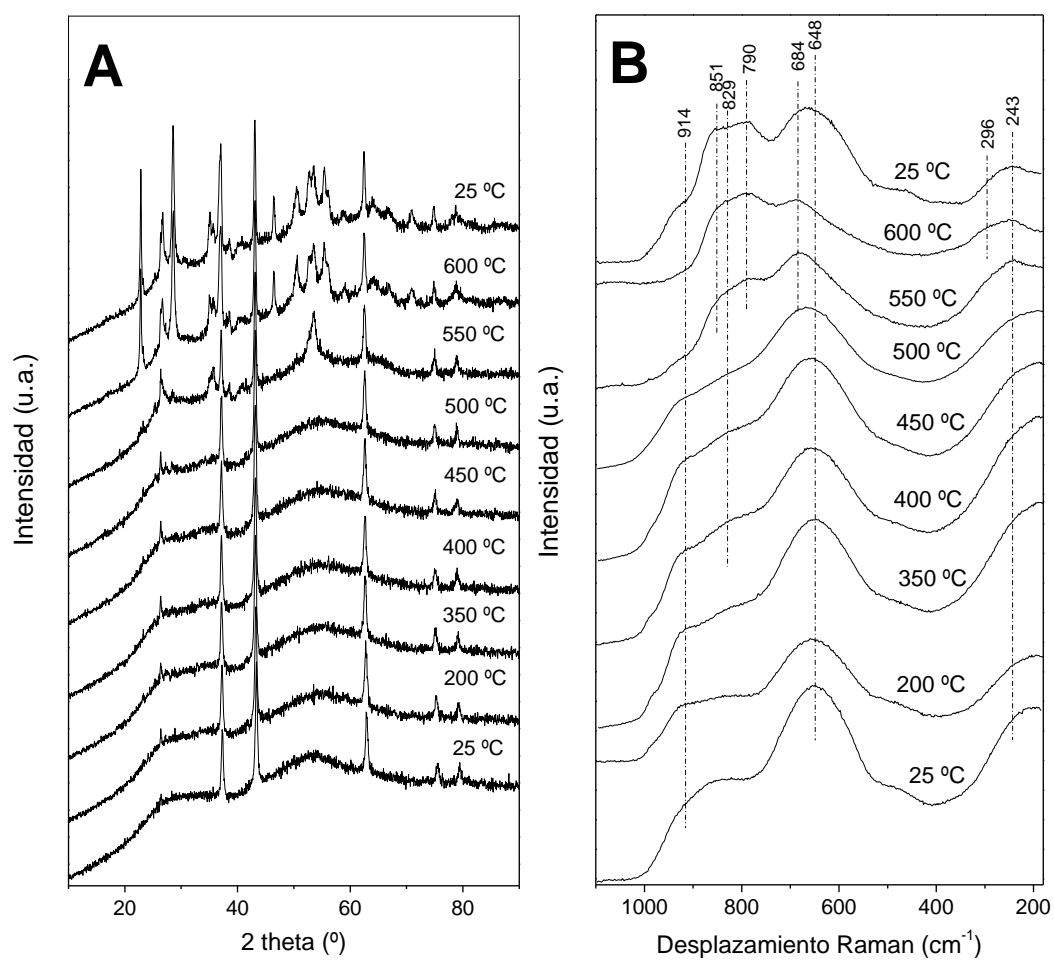 A
25 ºC
600 ºC
550 ºC
500 ºC
450 ºC
400 ºC
350 ºC
200 ºC
25 ºC
Intensidad (u.a.)
20 40 60 80
2 theta (º)
B
914 851 829 790 684 648 296 243
25 ºC
600 ºC
550 ºC
500 ºC
450 ºC
400 ºC
350 ºC
200 ºC
25 ºC
Intensidad (u.a.)
1000 800 600 400 200
Desplazamiento Raman (cm⁻¹)